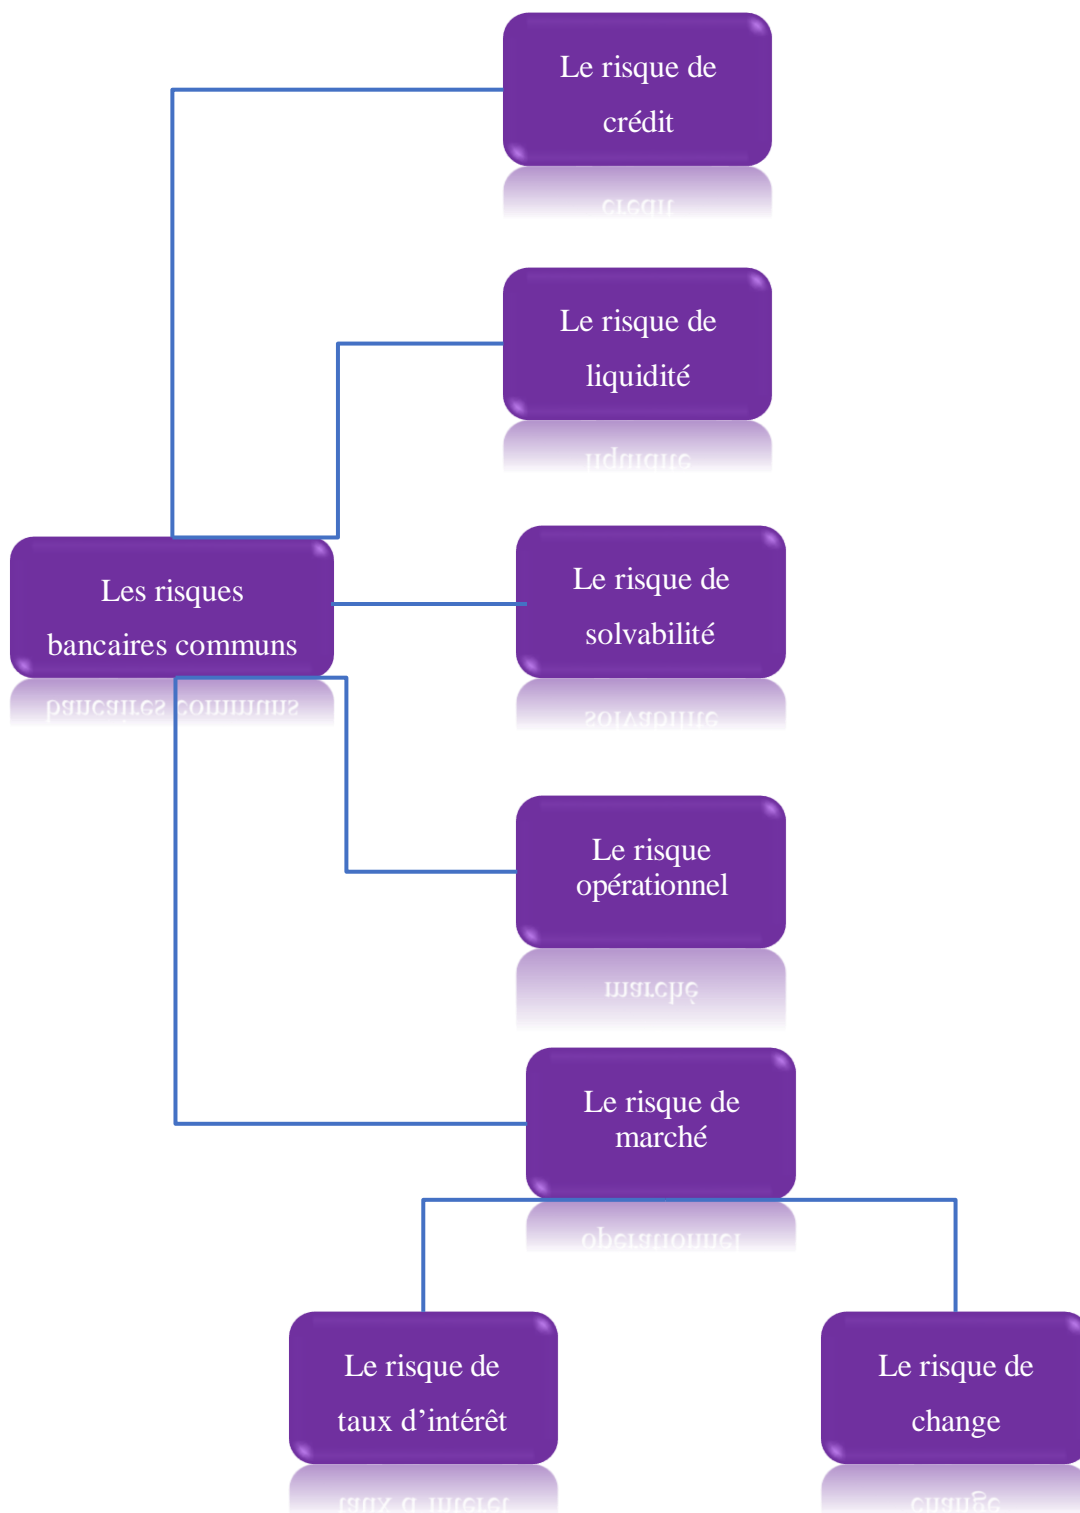 Le risque de
crédit
Le risque de
liquidité
Les risques
bancaires communs
Le risque de
solvabilité
Le risque
opérationnel
Le risque de
marché
Le risque de
taux d’intérêt
Le risque de
change